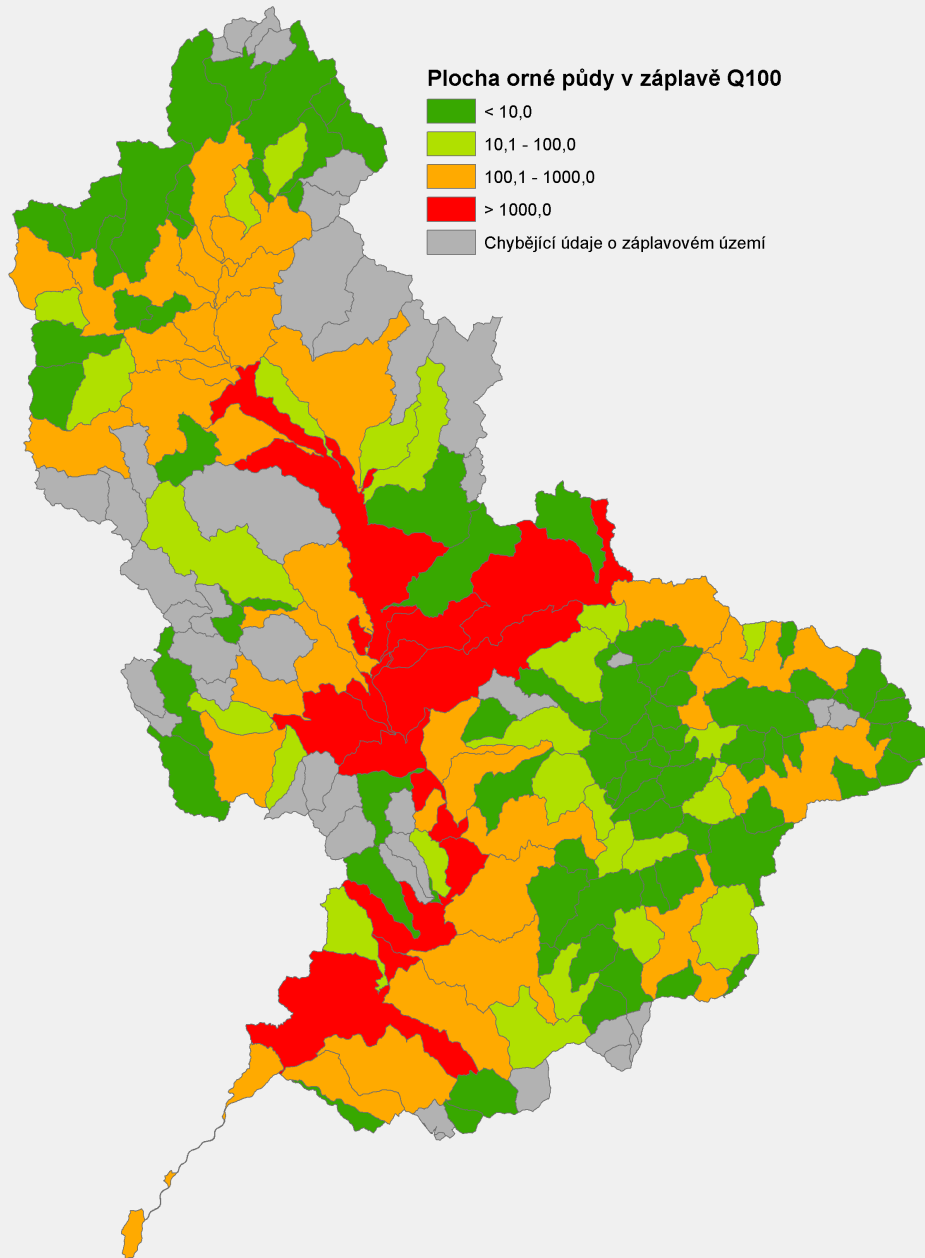 Plocha orné půdy v záplavě Q100
< 10,0
10,1 - 100,0
100,1 - 1000,0
> 1000,0
Chybějící údaje o záplavovém území